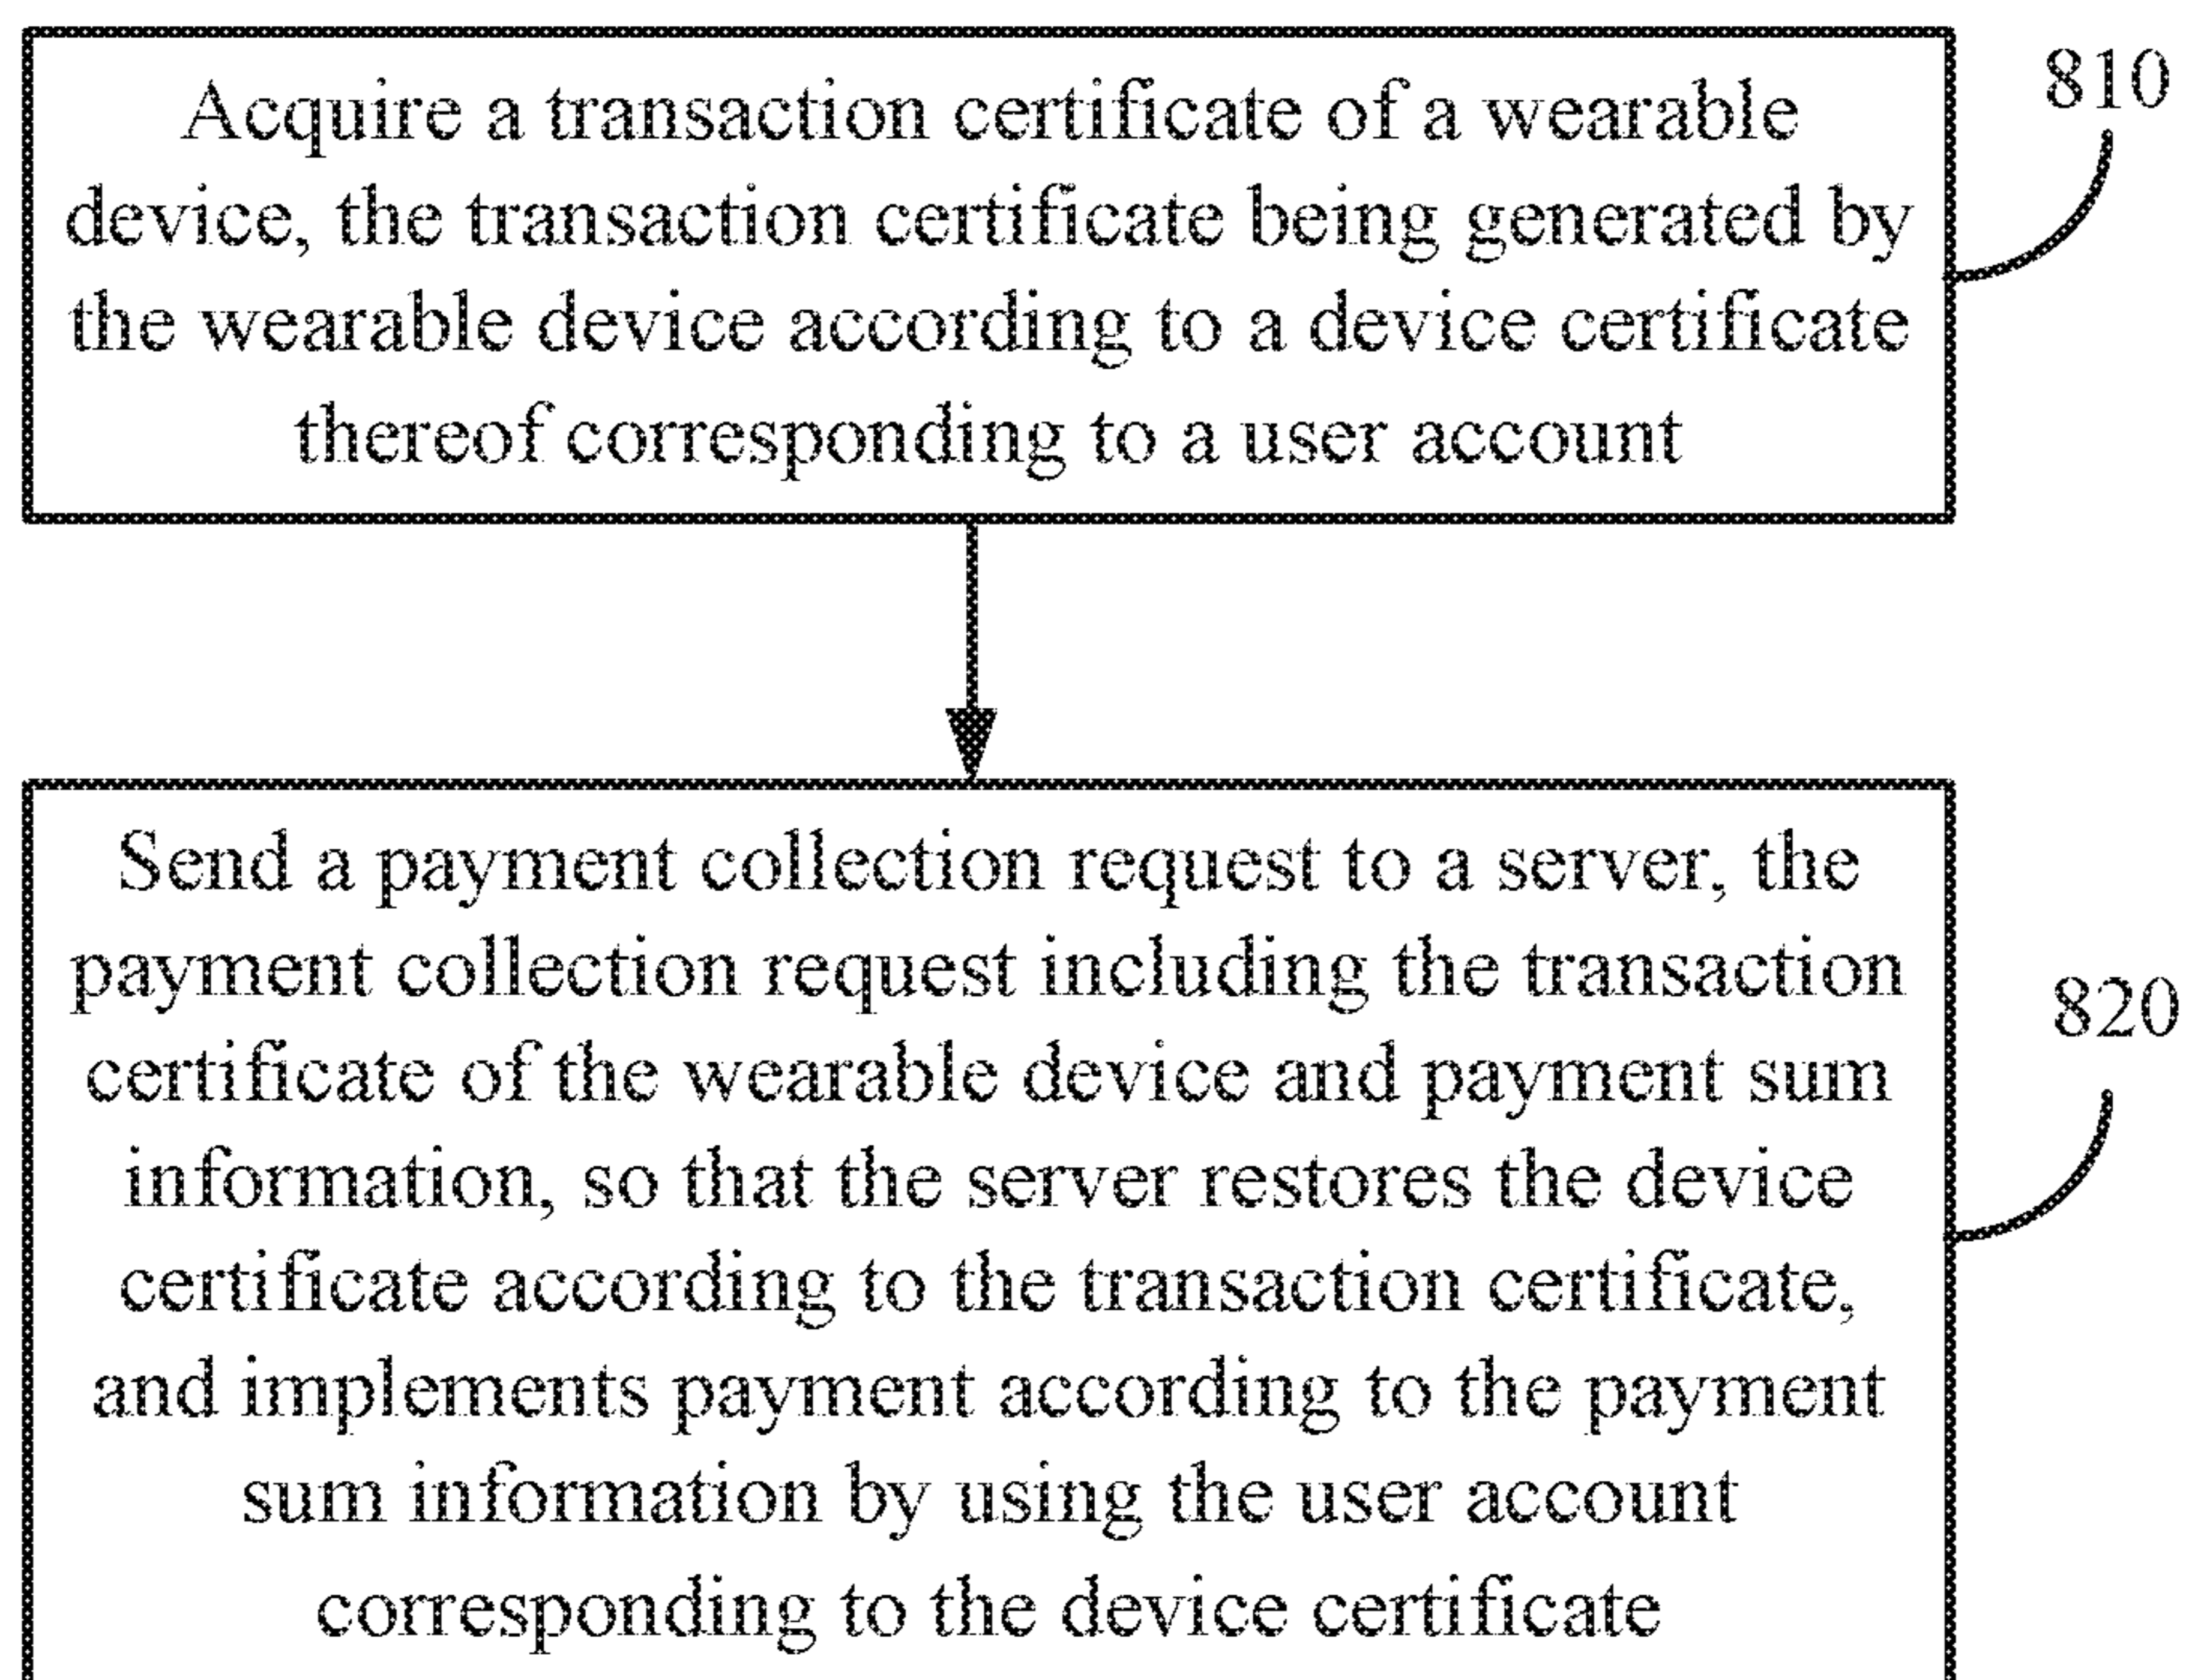 Acquire a transaction certificate of a wearable
device, the transaction certificate being generated by
the wearable device according to a device certificate
thereof corresponding to a user account
810
Send a payment collection request to a server, the
payment collection request including the transaction
certificate of the wearable device and payment sum
information, so that the server restores the device
certificate according to the transaction certificate,
and implements payment according to the payment
sum information by using the user account
corresponding to the device certificate
820